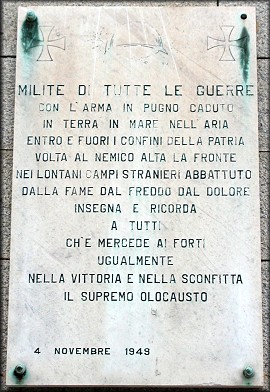 MILITE DI TUTTE LE GUERRE
CON L'ARMA IN PUGNO CADUTO
IN TERRA IN MARE NELL'ARIA
ENTRO E FUORI I CONFINI DELLA PATRIA
VOLTA AL NEMICO ALTA LA FRONTE
NEI LONTANI CAMPI STRANIERI ABBATTUTO
DALLA FAME DAL FREDDO DAL DOLORE
INSEGNA E RICORDA
A TUTTI
CH'E MERCEDE AI FORTI
UGUALMENTE
NELLA VITTORIA E NELLA SCONFITTA
IL SUPREMO OLOCAUSTO
4 NOVEMBRE 1949